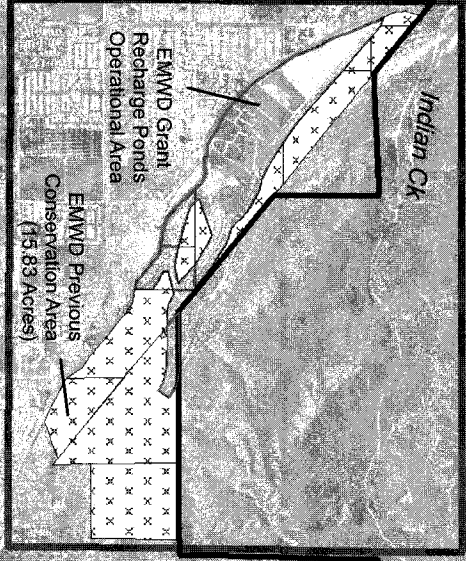 Indian Ck
EMWD Grant
Recharge Ponds
Operational Area
EMWD Previous
Conservation Area
(15.83 Acres)